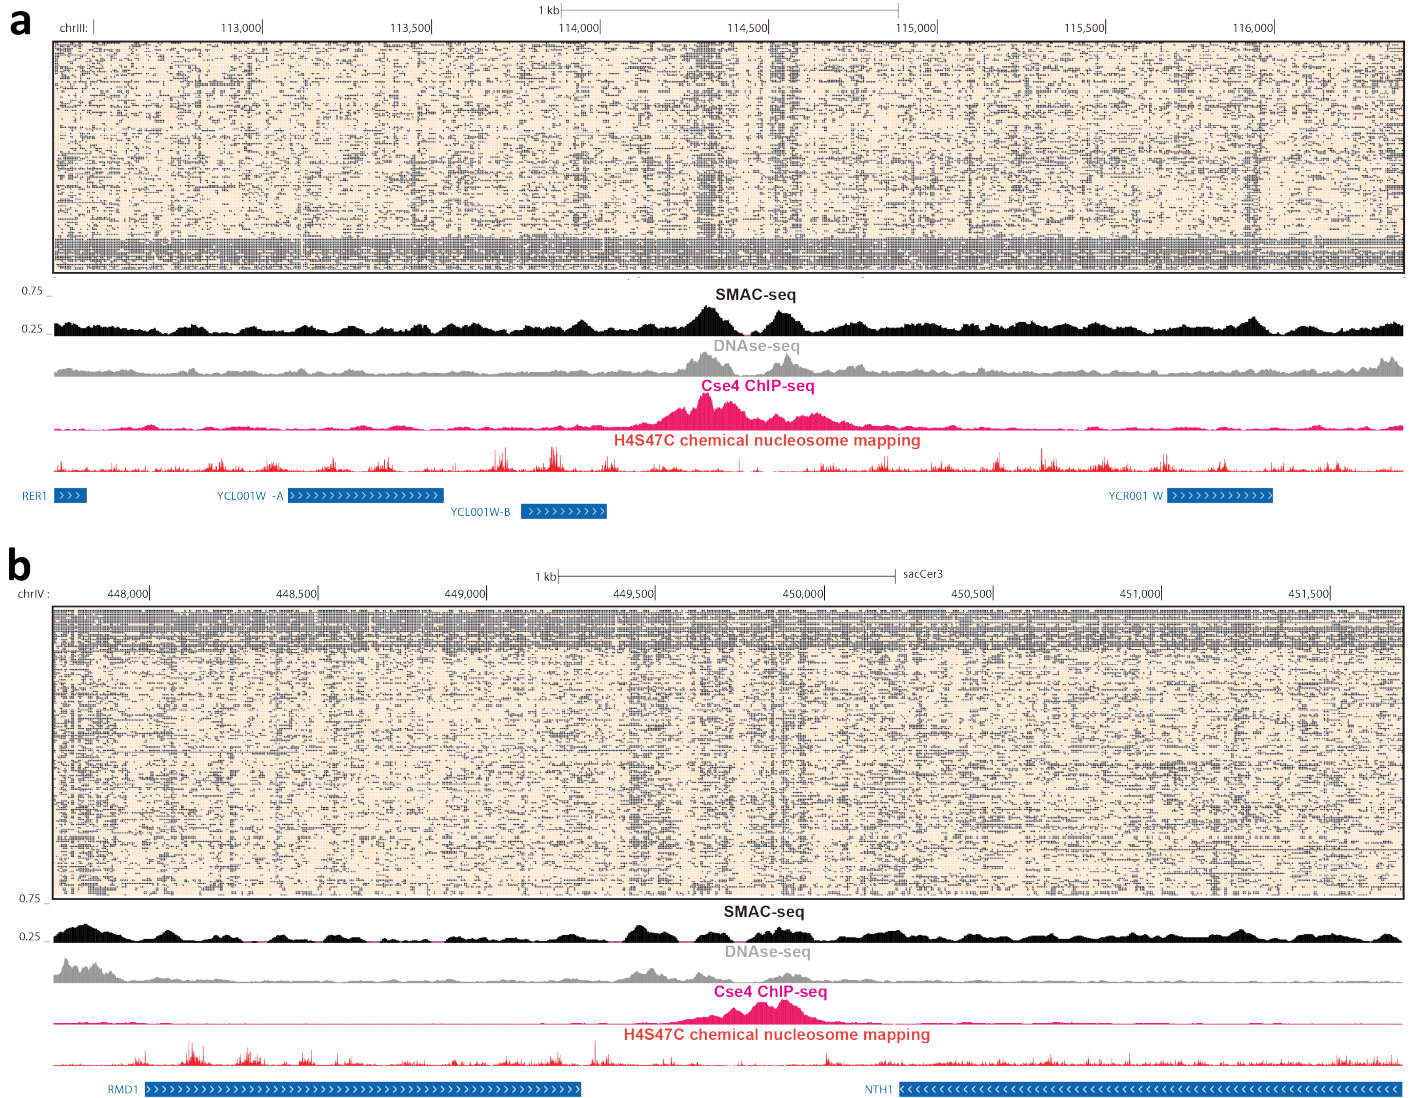 a
1 kb
chrIII: 113,000 113,500 114,000 114,500 115,000 115,500 116,000
0.75
SMAC-seq
0.25
DNAse-seq
Cse4 ChIP-seq
H4S47C chemical nucleosome mapping
RER1 YCL001W -A YCR001 W
YCL001W-B
b
1 kb sacCer3
chrIV : 448,000 448,500 449,000 449,500 450,000 450,500 451,000 451,500
0.75
SMAC-seq
0.25
DNAse-seq
Cse4 ChIP-seq
H4S47C chemical nucleosome mapping
RMD1 NTH1